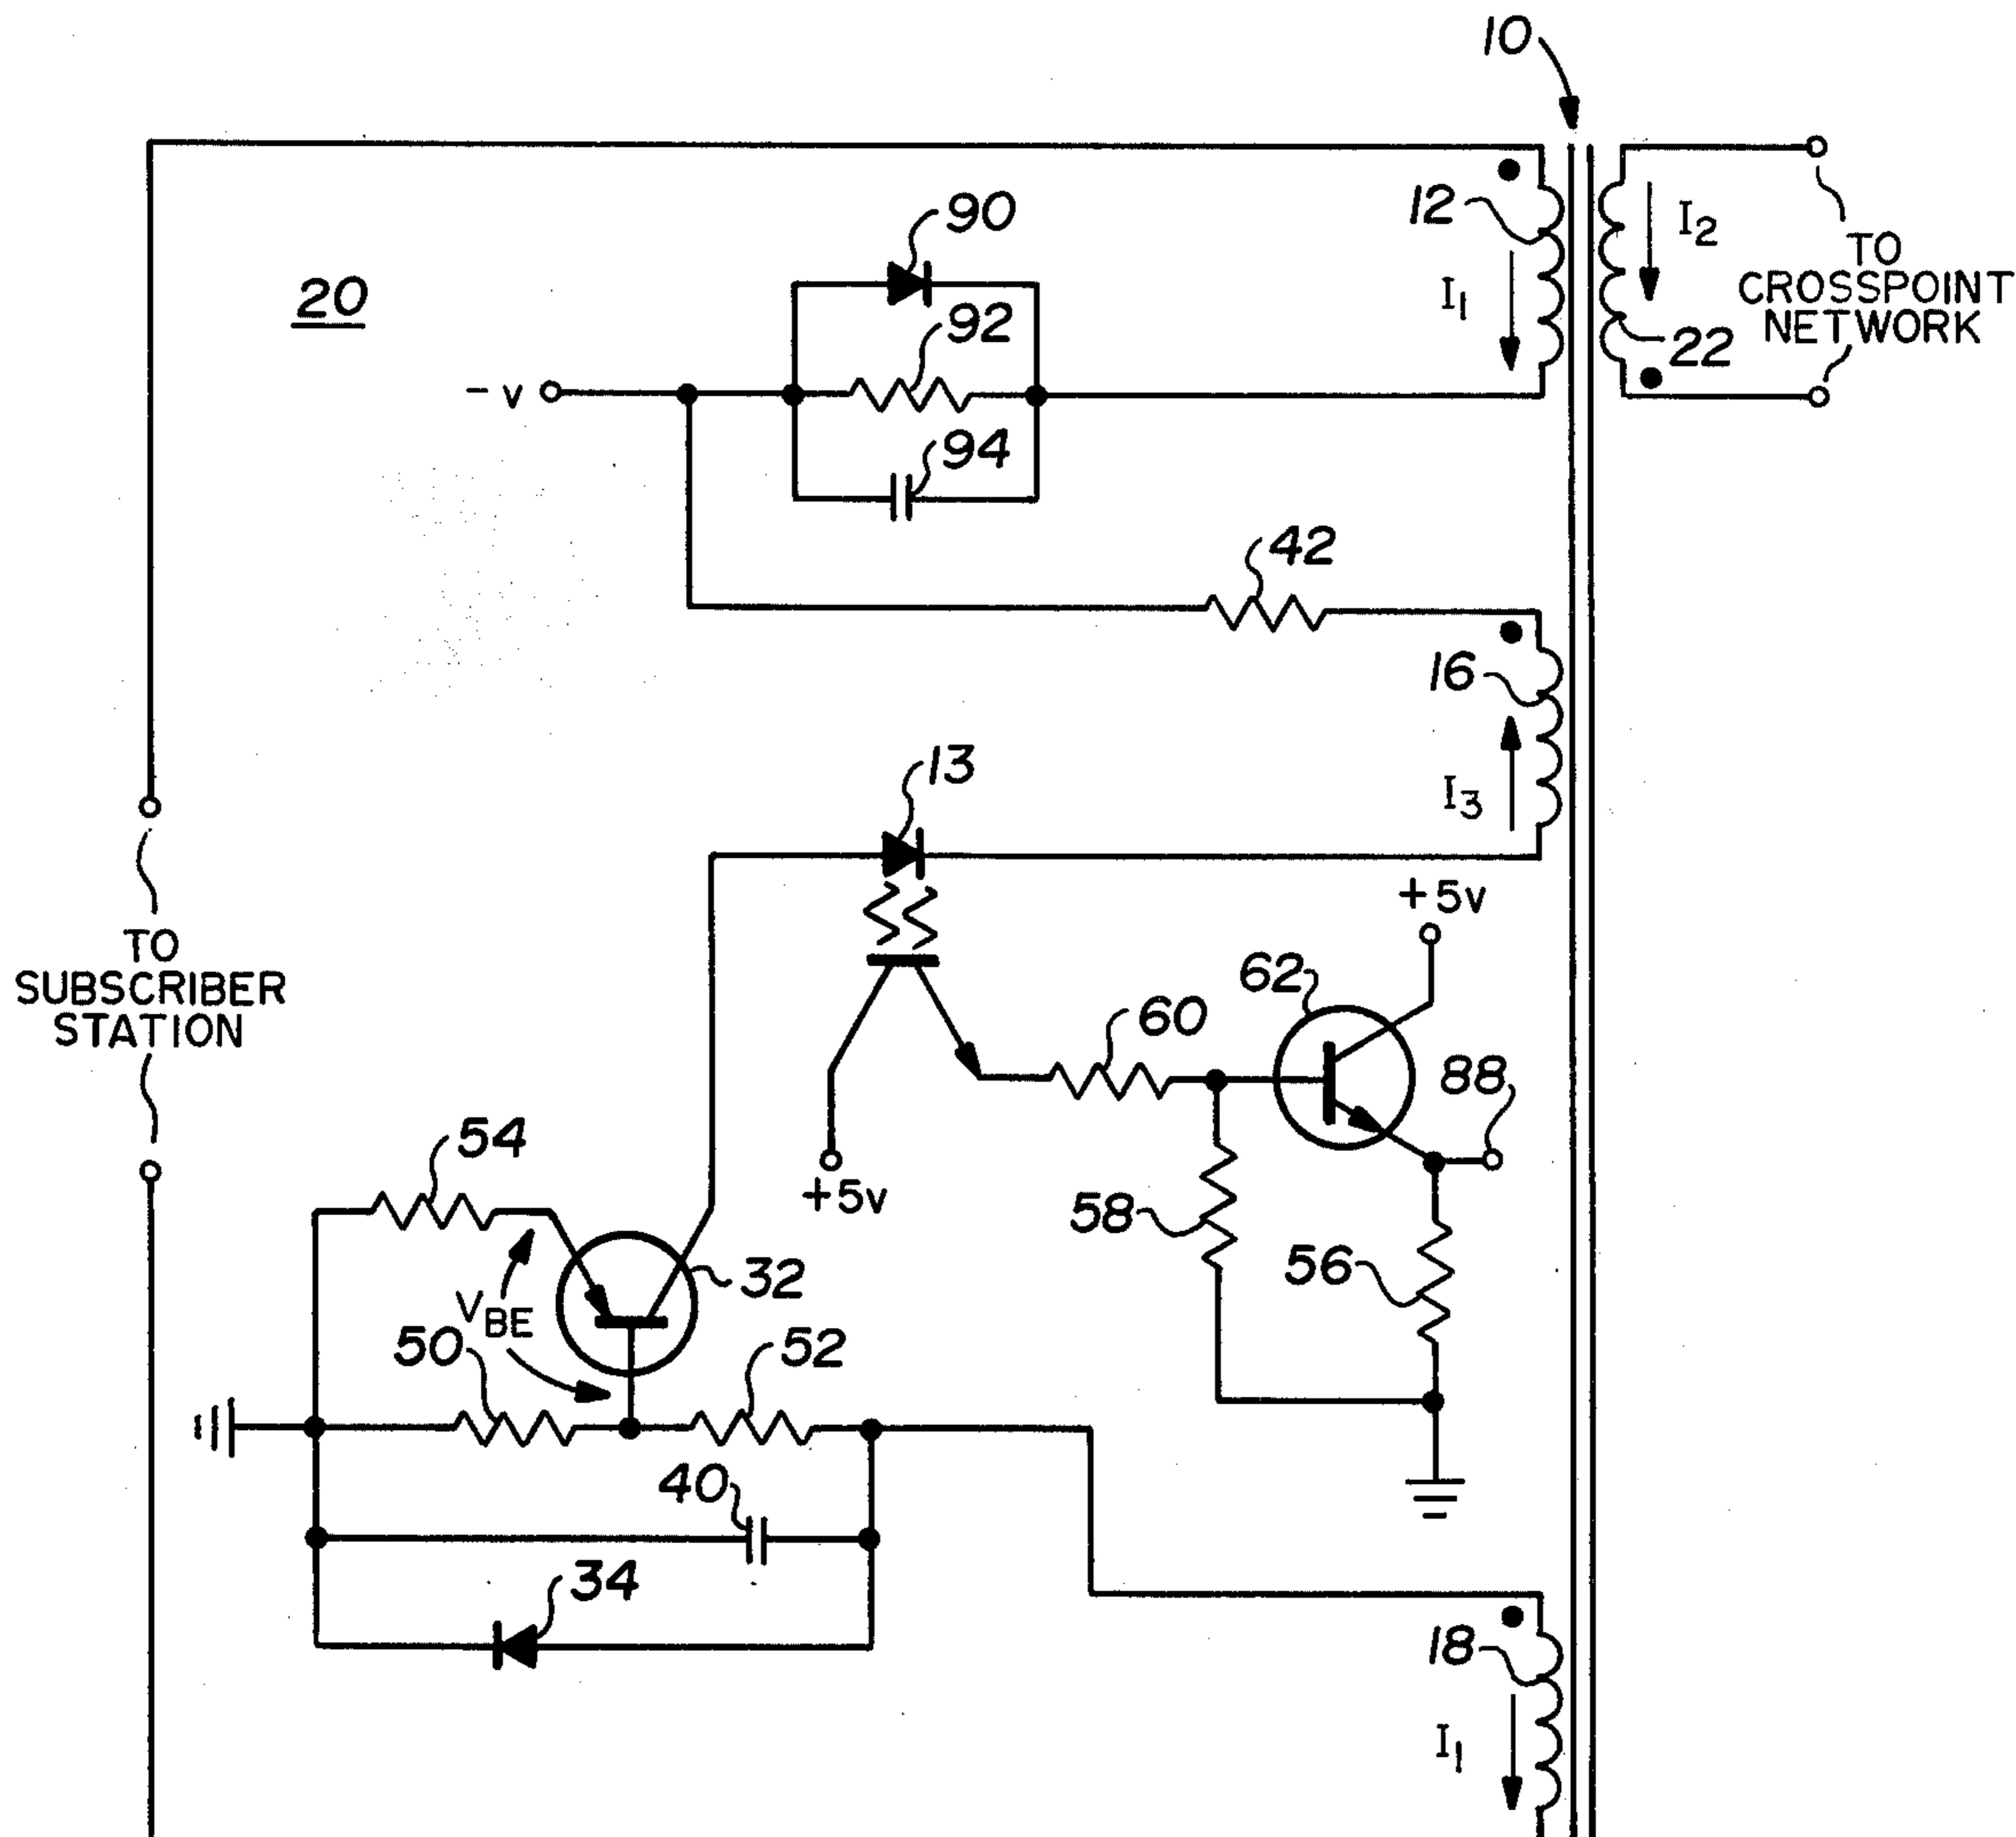 10
12
I1
I2
TO
CROSSPOINT
NETWORK
22
90
20
92
- V
94
42
16
I3
13
+5V
TO
SUBSCRIBER
STATION
62
60
88
54
+5V
58
56
32
VBE
50
52
40
34
18
I1